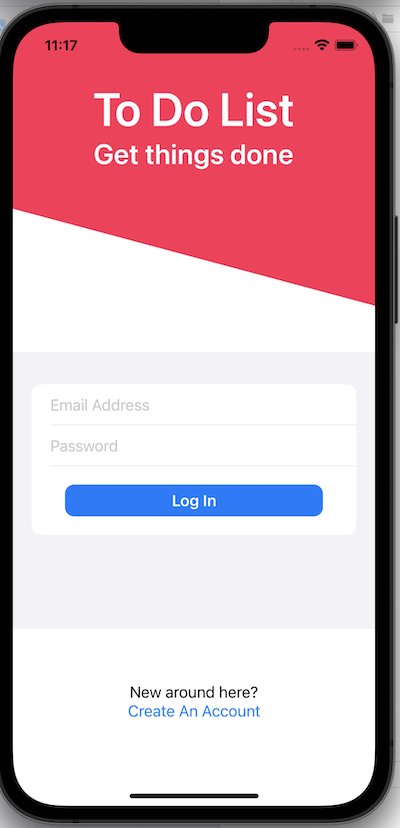 11:17
To Do List
Get things done
Email Address
Password
Log In
New around here?
Create An Account